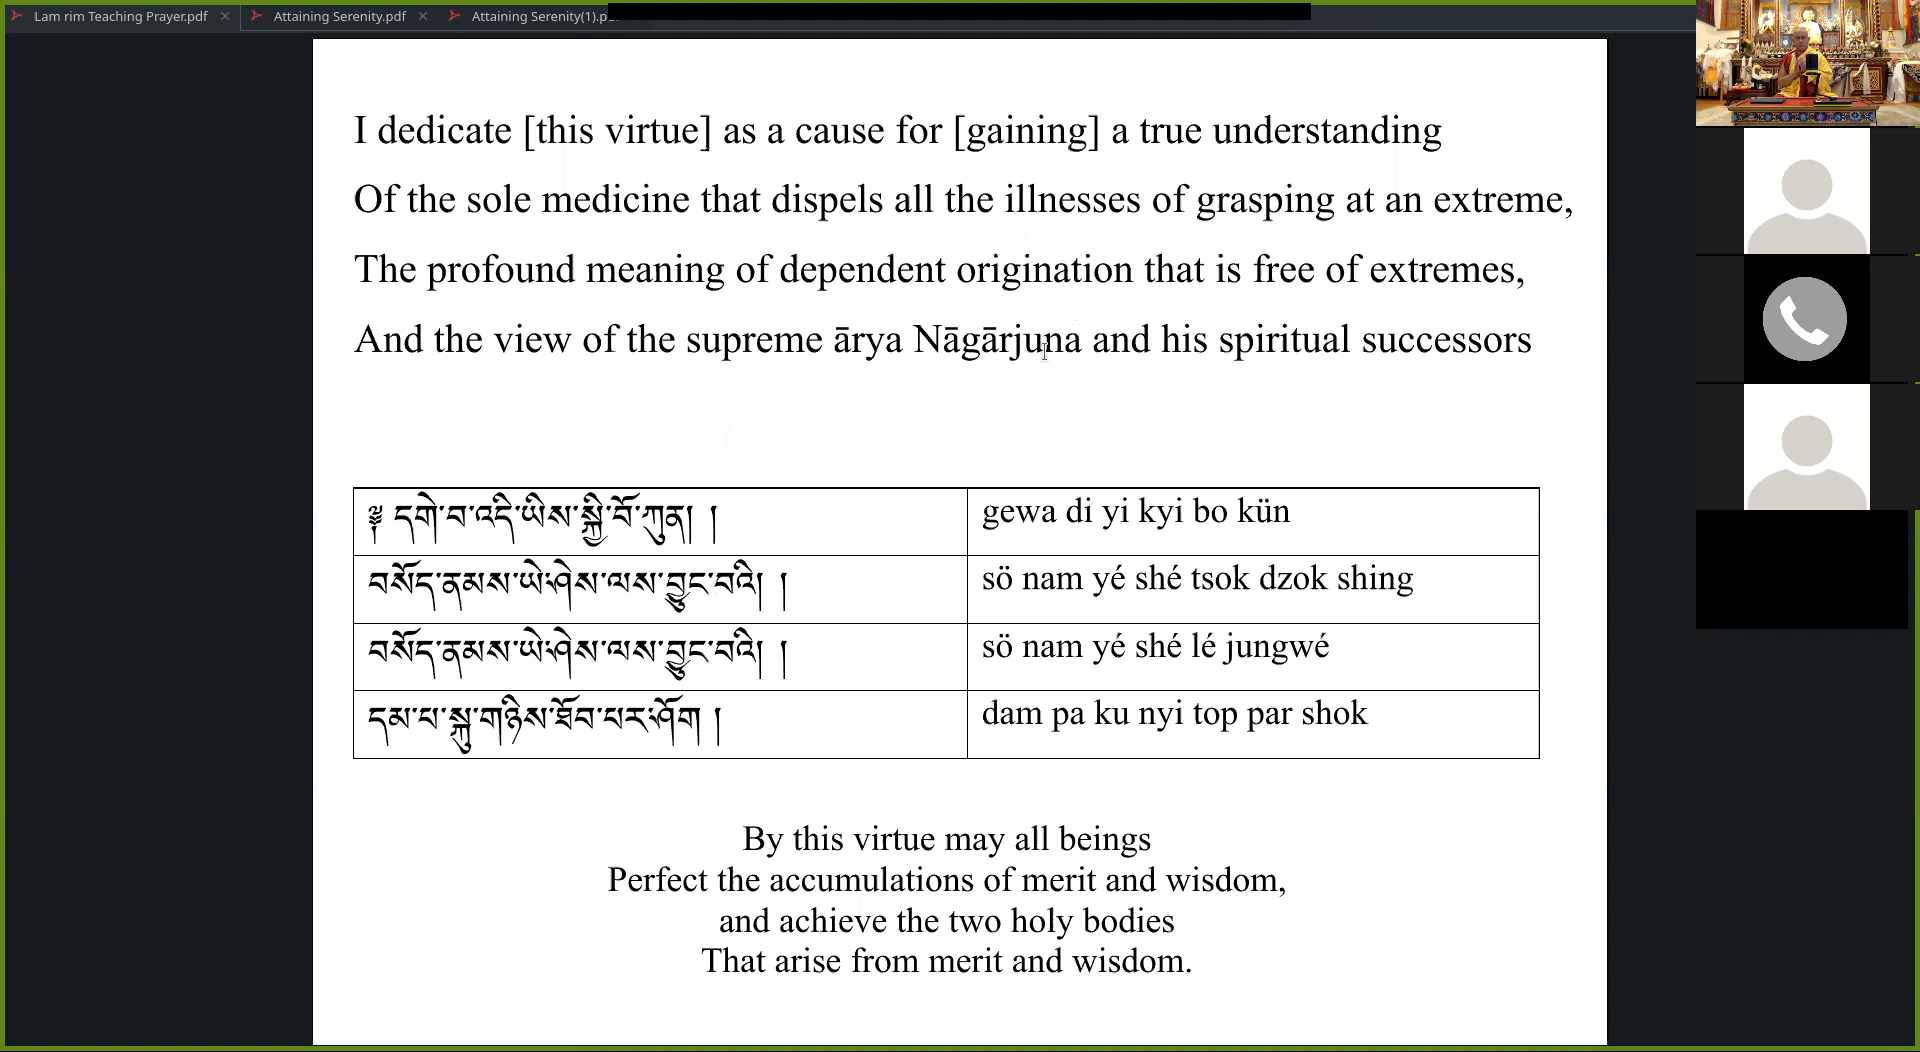 Lam rim Teaching Prayer.pdf
Attaining Serenity.pdf
Attaining Serenity(1).p
I dedicate [this virtue] as a cause for [gaining] a true understanding
Of the sole medicine that dispels all the illnesses of grasping at an extreme,
The profound meaning of dependent origination that is free of extremes,
And the view of the supreme ārya Nāgārjuna and his spiritual successors
༄ དགེ་བ་འདི་ཡིས་སྐྱེ་བོ་ཀུན། ། gewa di yi kyi bo kün
བསོད་ནམས་ཡེ་ཤེས་ལས་བྱུང་བའི། ། sö nam yé shé tsok dzok shing
བསོད་ནམས་ཡེ་ཤེས་ལས་བྱུང་བའི། ། sö nam yé shé lé jungwé
དམ་པ་སྐུ་གཉིས་ཐོབ་པར་ཤོག ། dam pa ku nyi top par shok
By this virtue may all beings
Perfect the accumulations of merit and wisdom,
and achieve the two holy bodies
That arise from merit and wisdom.